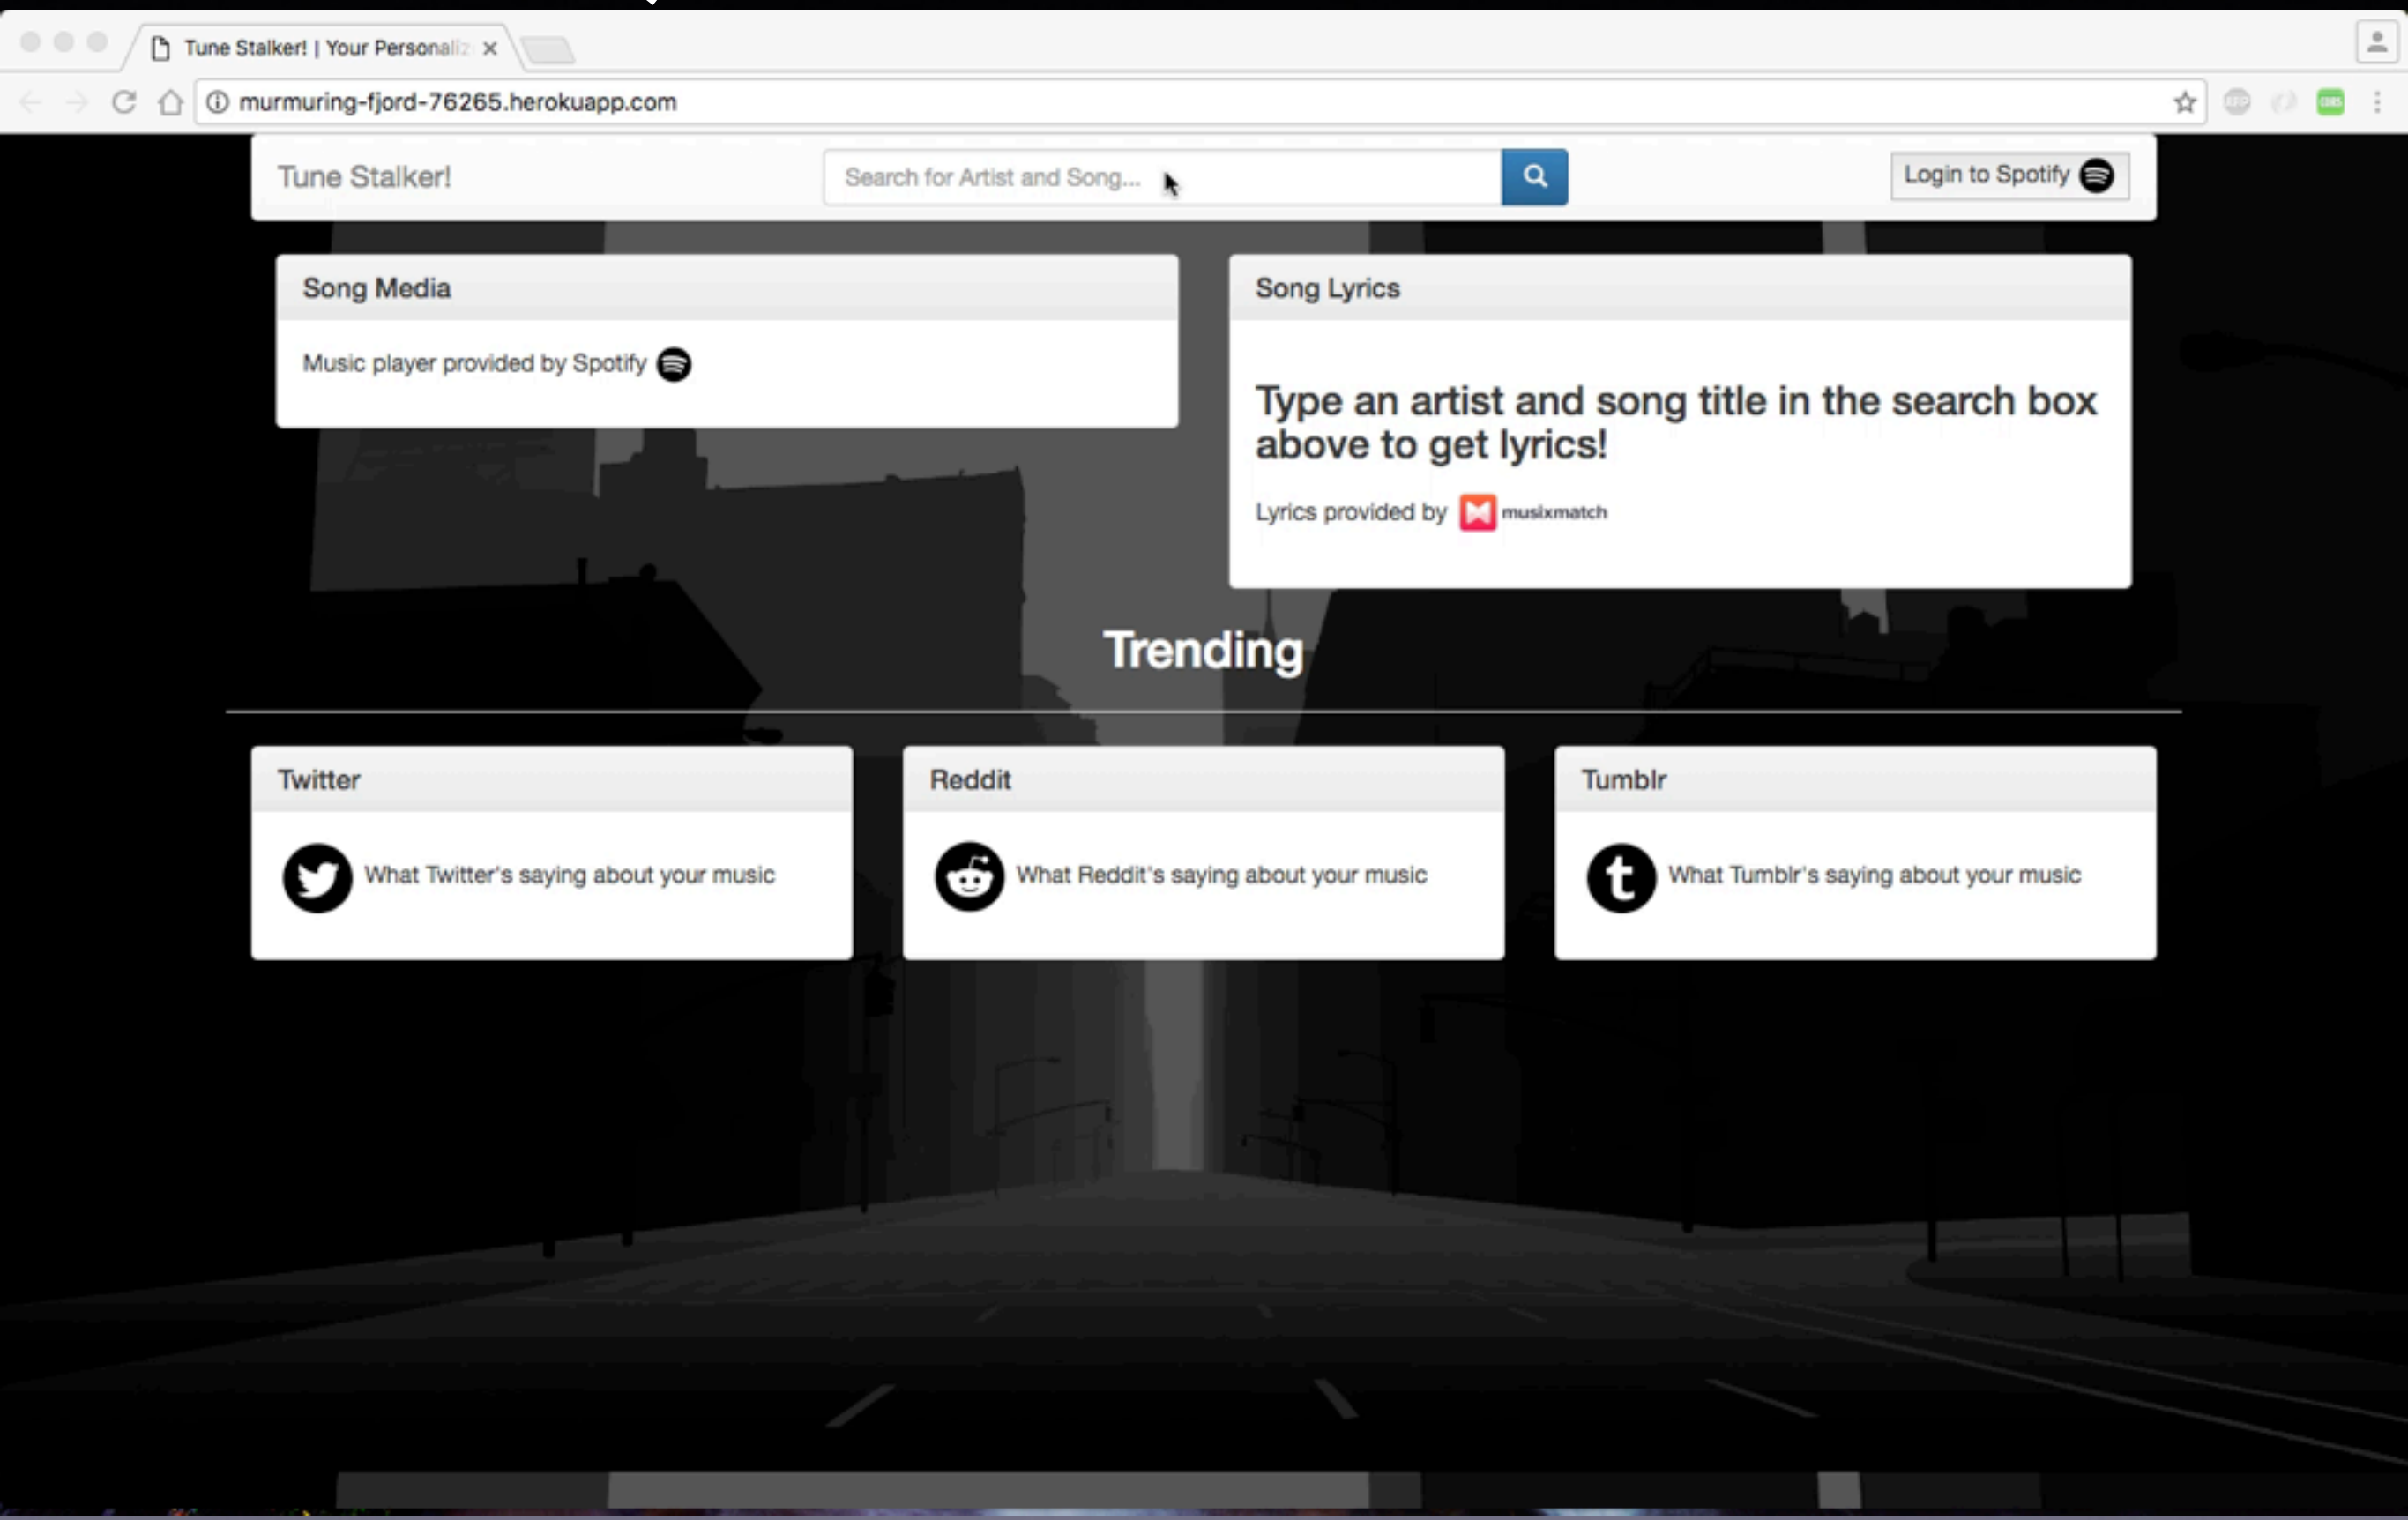 Tune Stalker! | Your Personaliz
murmuring-fjord-76265.herokuapp.com
Tune Stalker!
Search for Artist and Song...
Login to Spotify
Song Media
Music player provided by Spotify
Song Lyrics
Type an artist and song title in the search box
above to get lyrics!
Lyrics provided by musixmatch
Trending
Twitter
What Twitter's saying about your music
Reddit
What Reddit's saying about your music
Tumblr
t What Tumblr's saying about your music